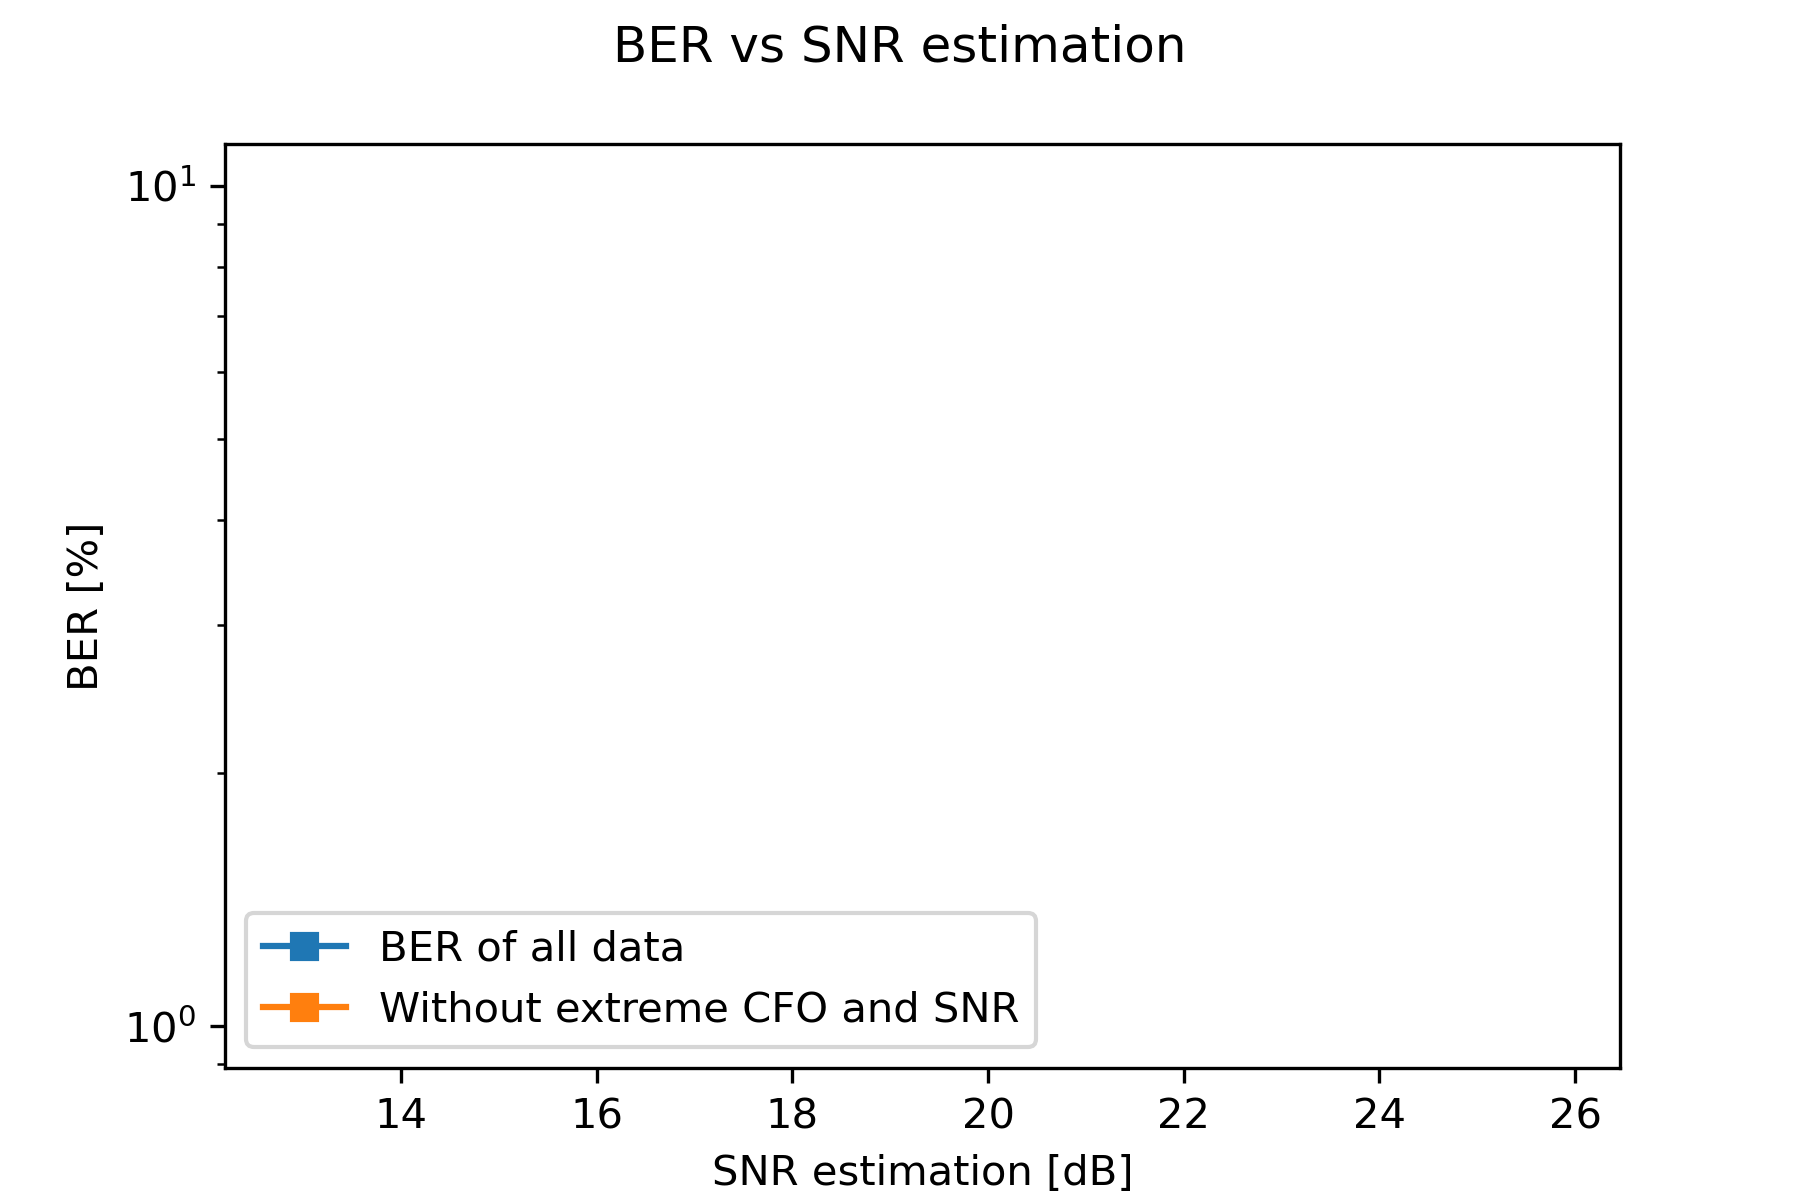 BER vs SNR estimation
10¹
BER [%]
BER of all data
Without extreme CFO and SNR
10⁰
14 16 18 20 22 24 26
SNR estimation [dB]